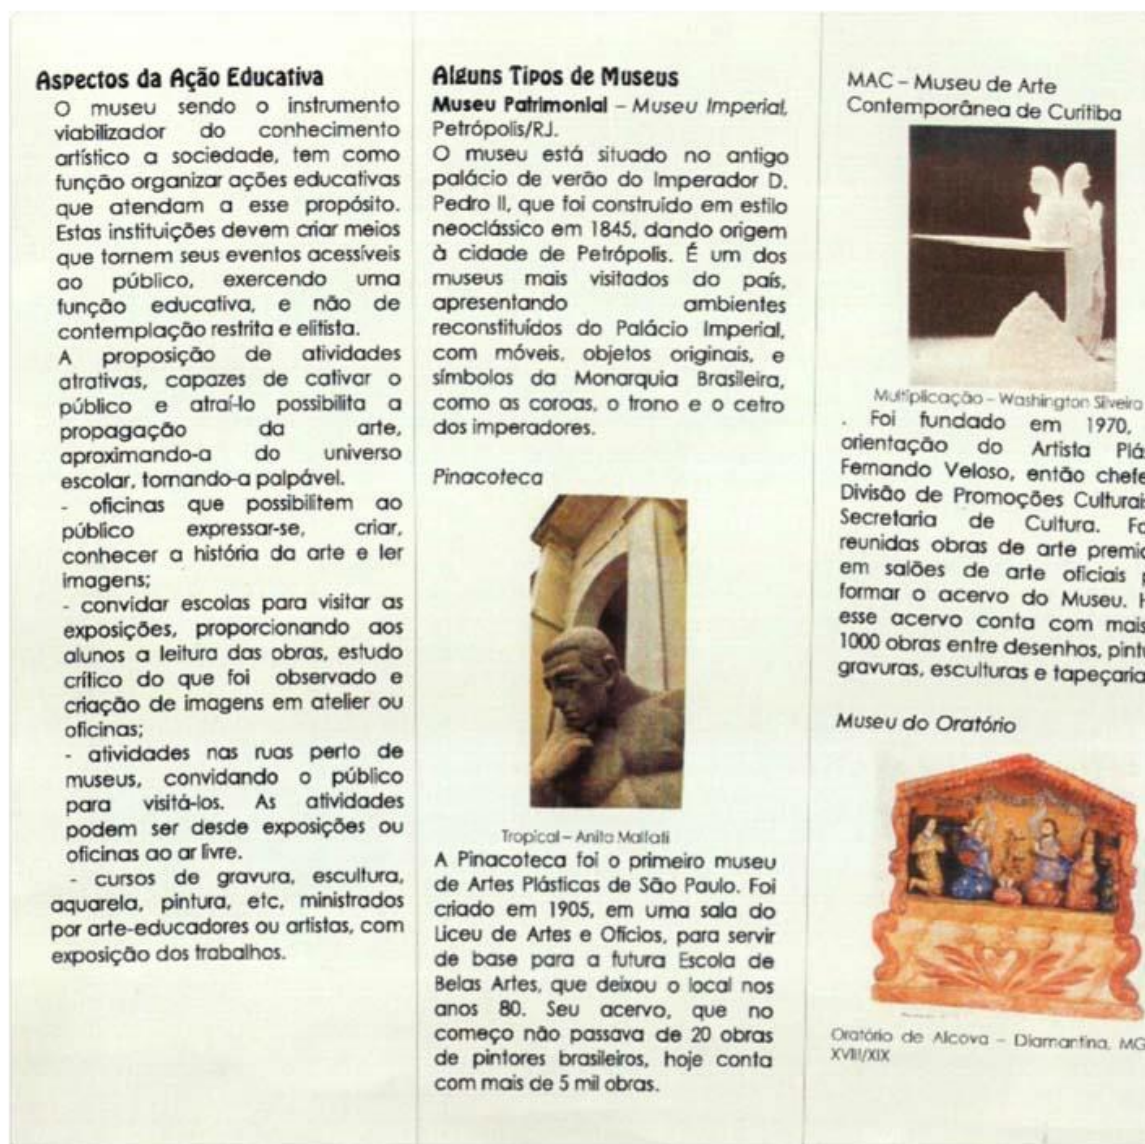 Aspectos da Ação Educativa
O museu sendo o instrumento
viabilizador do conhecimento
artístico a sociedade, tem como
função organizar ações educativas
que atendam a esse propósito.
Estas instituições devem criar meios
que tornem seus eventos acessíveis
ao público, exercendo uma
função educativa, e não de
contemplação restrita e elitista.
A proposição de atividades
atrativas, capazes de cativar o
público e atraí-lo possibilita a
propagação da arte,
aproximando-a do universo
escolar, tornando-a palpável.
- oficinas que possibilitem ao
público expressar-se, criar,
conhecer a história da arte e ler
imagens;
- convidar escolas para visitar as
exposições, proporcionando aos
alunos a leitura das obras, estudo
crítico do que foi observado e
criação de imagens em atelier ou
oficinas;
- atividades nas ruas perto de
museus, convidando o público
para visitá-los. As atividades
podem ser desde exposições ou
oficinas ao ar livre.
- cursos de gravura, escultura,
aquarela, pintura, etc, ministrados
por arte-educadores ou artistas, com
exposição dos trabalhos.
Alguns Tipos de Museus
Museu Patrimonial – Museu Imperial,
Petrópolis/RJ.
O museu está situado no antigo
palácio de verão do Imperador D.
Pedro II, que foi construído em estilo
neoclássico em 1845, dando origem
à cidade de Petrópolis. É um dos
museus mais visitados do país,
apresentando ambientes
reconstituídos do Palácio Imperial,
com móveis, objetos originais, e
símbolos da Monarquia Brasileira,
como as coroas, o trono e o cetro
dos imperadores.
Pinacoteca
Tropical – Anita Malfati
A Pinacoteca foi o primeiro museu
de Artes Plásticas de São Paulo. Foi
criado em 1905, em uma sala do
Liceu de Artes e Ofícios, para servir
de base para a futura Escola de
Belas Artes, que deixou o local nos
anos 80. Seu acervo, que no
começo não passava de 20 obras
de pintores brasileiros, hoje conta
com mais de 5 mil obras.
MAC – Museu de Arte
Contemporânea de Curitiba
Multiplicação – Washington Silveira
. Foi fundado em 1970,
orientação do Artista
Fernando Veloso, então
Divisão de Promoções
Secretaria de Cultura.
reunidas obras de arte
em salões de arte oficiais
formar o acervo do Museu.
esse acervo conta com mais
1000 obras entre desenhos,
gravuras, esculturas e
Museu do Oratório
Oratório de Alcova – Diamantina, MG
XVIII/XIX